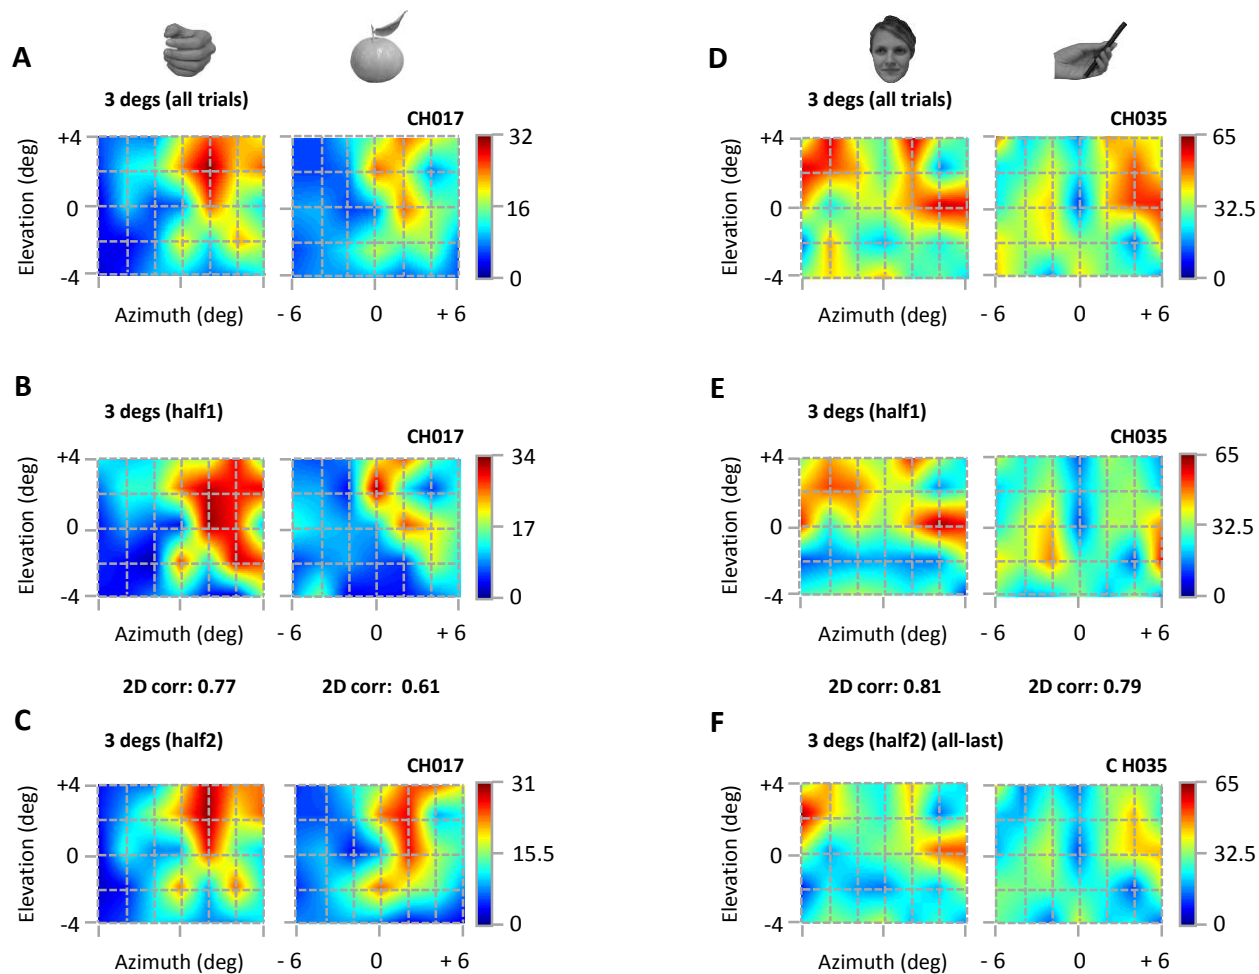 A
3 degs (all trials)
CH017
Elevation (deg)
+4
0
-4
32
16
0
Azimuth (deg)
- 6
0
+ 6
B
3 degs (half1)
CH017
Elevation (deg)
+4
0
-4
34
17
0
Azimuth (deg)
- 6
0
+ 6
2D corr: 0.77
2D corr: 0.61
C
3 degs (half2)
CH017
Elevation (deg)
+4
0
-4
31
15.5
0
Azimuth (deg)
- 6
0
+ 6
D
3 degs (all trials)
CH035
Elevation (deg)
+4
0
-4
65
32.5
0
Azimuth (deg)
- 6
0
+ 6
E
3 degs (half1)
CH035
Elevation (deg)
+4
0
-4
65
32.5
0
Azimuth (deg)
- 6
0
+ 6
2D corr: 0.81
2D corr: 0.79
F
3 degs (half2) (all-last)
C H035
Elevation (deg)
+4
0
-4
65
32.5
0
Azimuth (deg)
- 6
0
+ 6